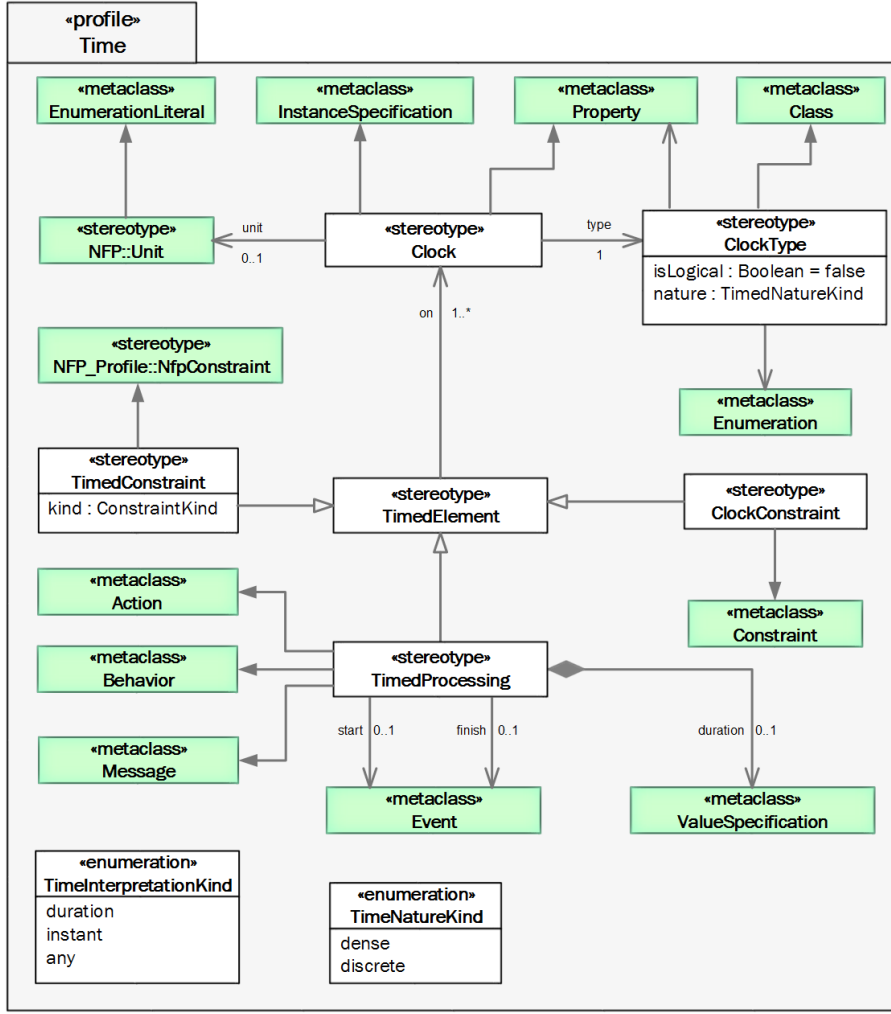 «profile»
Time
«metaclass»
EnumerationLiteral
«metaclass»
InstanceSpecification
«metaclass»
Property
«metaclass»
Class
«stereotype»
NFP::Unit
unit
0..1
«stereotype»
Clock
type
1
«stereotype»
ClockType
isLogical : Boolean = false
nature : TimedNatureKind
on 1..*
«stereotype»
NFP_Profile::NfpConstraint
«metaclass»
Enumeration
«stereotype»
TimedConstraint
kind : ConstraintKind
«stereotype»
TimedElement
«stereotype»
ClockConstraint
«metaclass»
Action
«metaclass»
Constraint
«metaclass»
Behavior
«stereotype»
TimedProcessing
«metaclass»
Message
start 0..1
finish 0..1
duration 0..1
«metaclass»
Event
«metaclass»
ValueSpecification
«enumeration»
TimeInterpretationKind
duration
instant
any
«enumeration»
TimeNatureKind
dense
discrete